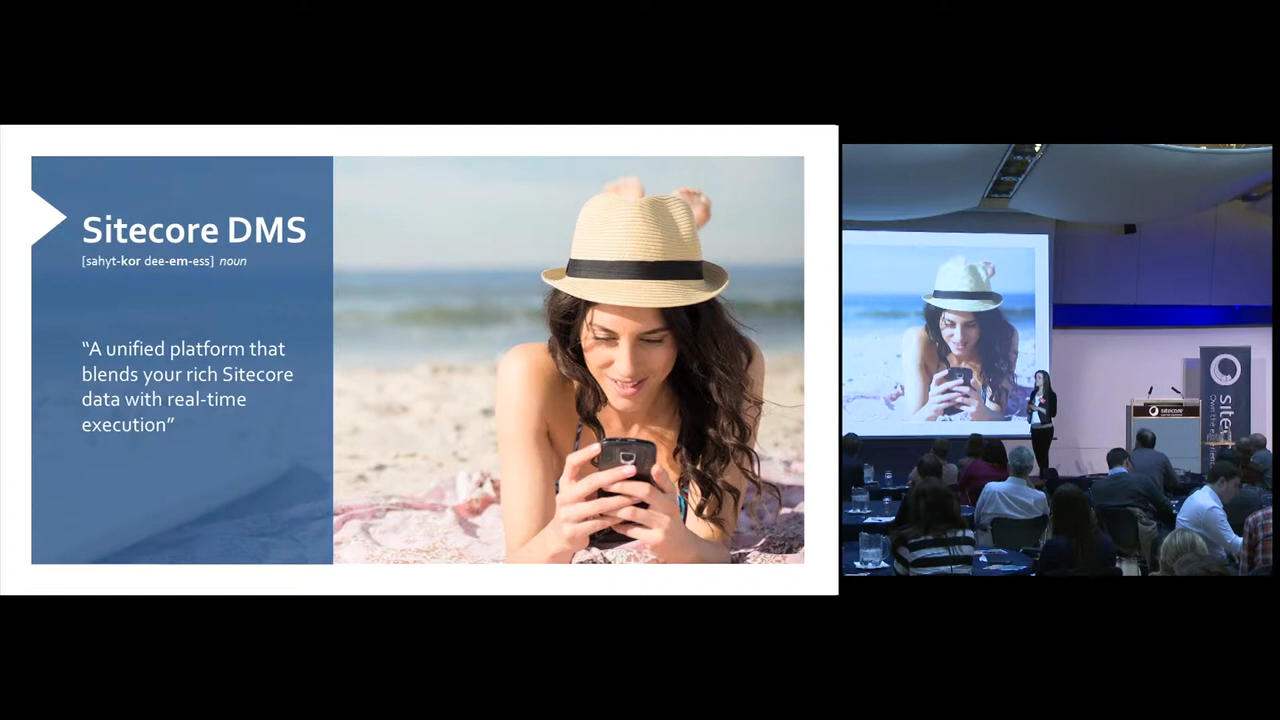 Sitecore DMS
[sahyt-kor dee-em-ess] noun
“A unified platform that
blends your rich Sitecore
data with real-time
execution”
sitecore